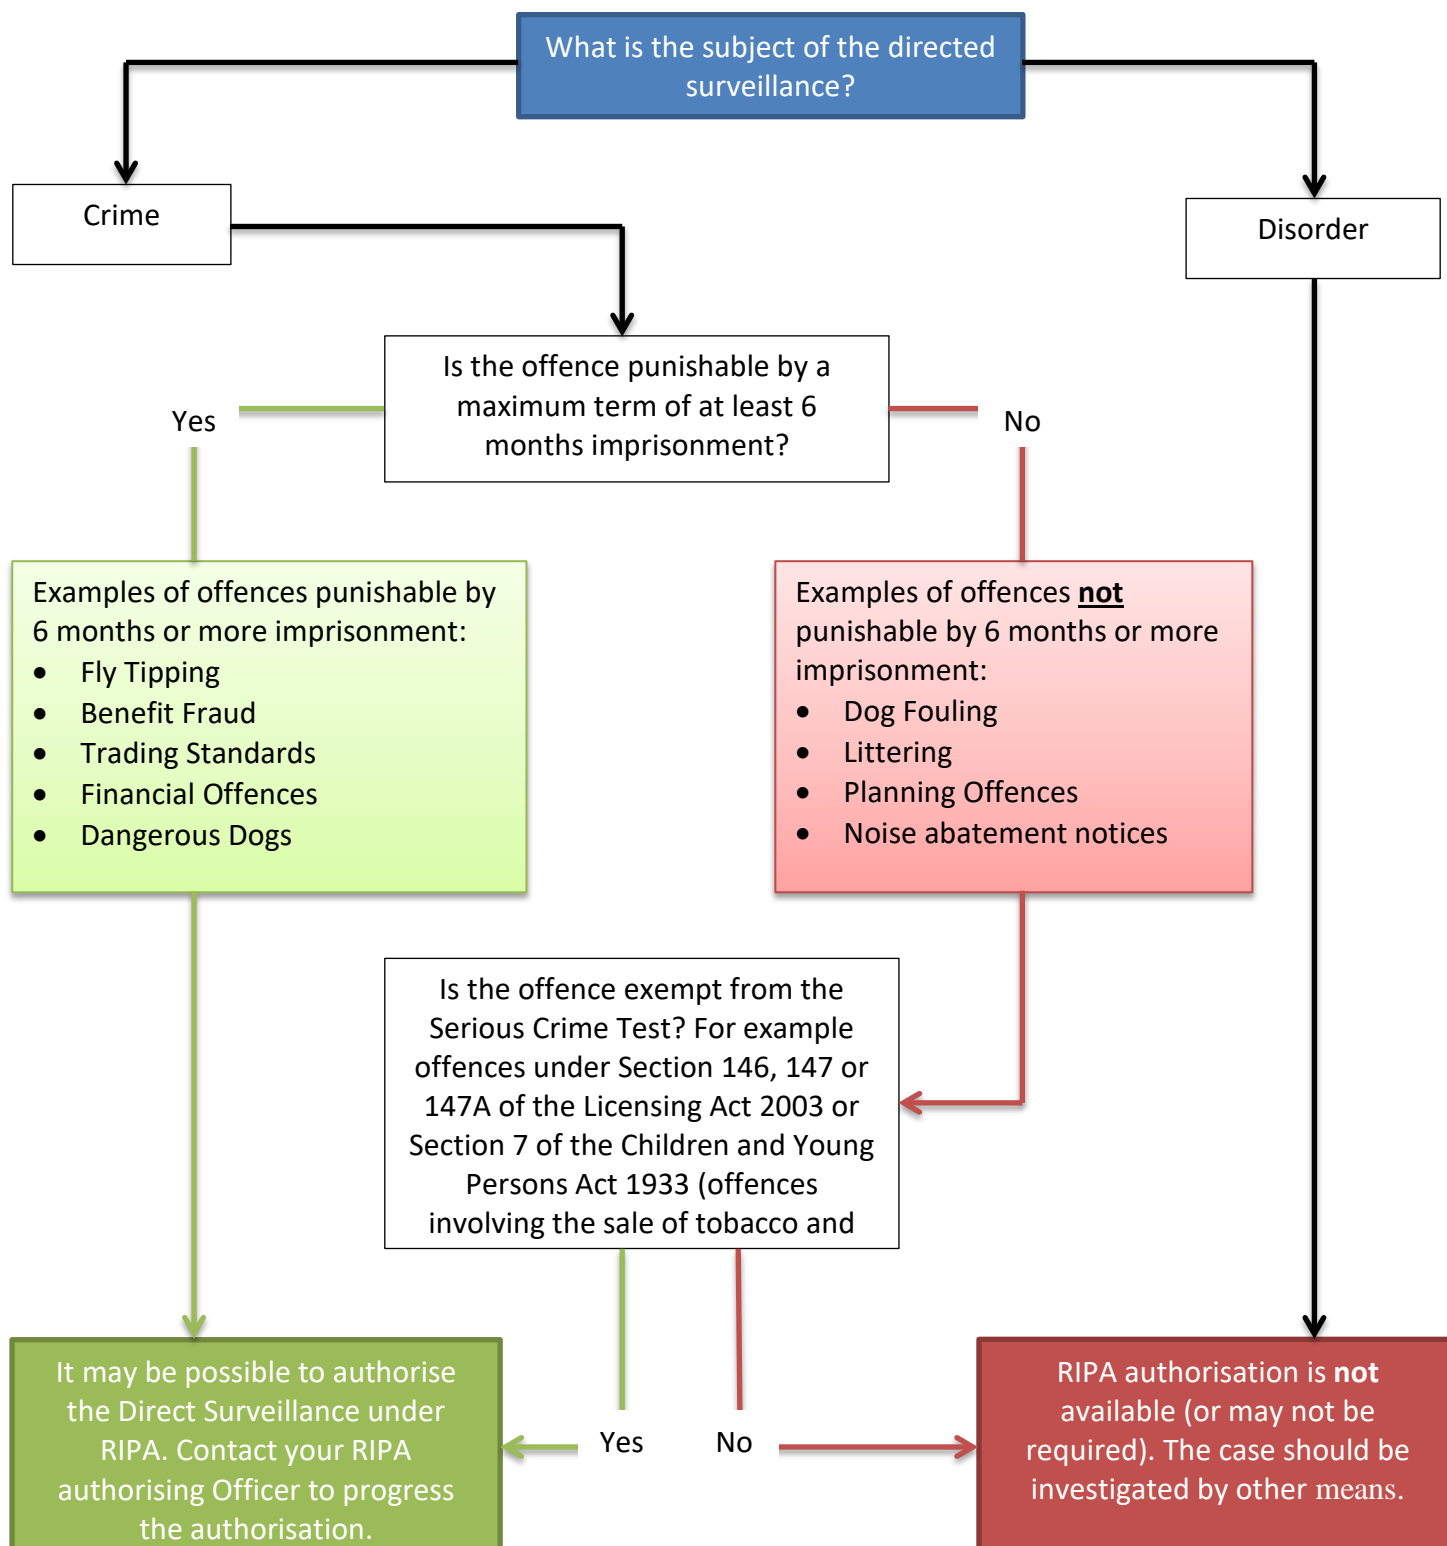 What is the subject of the directed
surveillance?
Crime
Disorder
Is the offence punishable by a
maximum term of at least 6
months imprisonment?
Yes
No
Examples of offences punishable by
6 months or more imprisonment:
• Fly Tipping
• Benefit Fraud
• Trading Standards
• Financial Offences
• Dangerous Dogs
Examples of offences not
punishable by 6 months or more
imprisonment:
• Dog Fouling
• Littering
• Planning Offences
• Noise abatement notices
Is the offence exempt from the
Serious Crime Test? For example
offences under Section 146, 147 or
147A of the Licensing Act 2003 or
Section 7 of the Children and Young
Persons Act 1933 (offences
involving the sale of tobacco and
Yes
No
It may be possible to authorise
the Direct Surveillance under
RIPA. Contact your RIPA
authorising Officer to progress
the authorisation.
RIPA authorisation is not
available (or may not be
required). The case should be
investigated by other means.